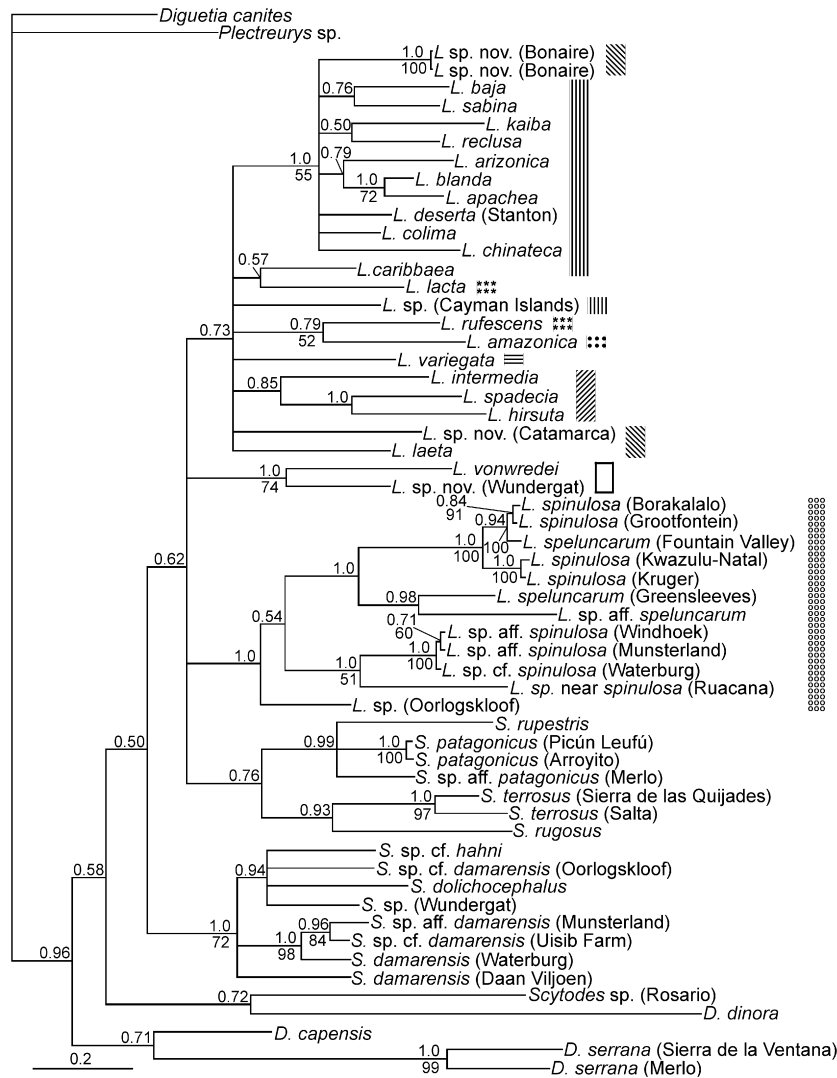 Diguetia canites
Plectreurys sp.
1.0 L sp. nov. (Bonaire)
100 L sp. nov. (Bonaire)
0.76 L. baja
L. sabina
0.50 L. kaiba
L. reclusa
0.79 L. arizonica
1.0
55
1.0 L. blanda
72 L. apachea
L. deserta (Stanton)
L. colima
L. chinateca
0.57 L.caribbaea
L. lacta
L. sp. (Cayman Islands)
0.73
0.79 L. rufescens
52 L. amazonica
L. variegata
0.85 L. intermedia
1.0 L. spadecia
L. hirsuta
L. sp. nov. (Catamarca)
L. laeta
1.0 L. vonwredei
74 L. sp. nov. (Wundergat)
0.84 L. spinulosa (Borakalalo)
91 0.94 L. spinulosa (Grootfontein)
1.0 100 L. speluncarum (Fountain Valley)
100 1.0 L. spinulosa (Kwazulu-Natal)
100 L. spinulosa (Kruger)
0.62
1.0
0.98 L. speluncarum (Greensleeves)
L. sp. aff. speluncarum
0.54
0.71
60 L. sp. aff. spinulosa (Windhoek)
1.0 L. sp. aff. spinulosa (Munsterland)
100 L. sp. cf. spinulosa (Waterburg)
1.0
1.0
51 L. sp. near spinulosa (Ruacana)
L. sp. (Oorlogskloof)
S. rupestris
0.50
0.99 1.0 S. patagonicus (Picún Leufú)
100 S. patagonicus (Arroyito)
0.76 S. sp. aff. patagonicus (Merlo)
1.0 S. terrosus (Sierra de las Quijades)
0.93 97 S. terrosus (Salta)
S. rugosus
S. sp. cf. hahni
0.58
0.94 S. sp. cf. damarensis (Oorlogskloof)
S. dolichocephalus
S. sp. (Wundergat)
1.0
72
0.96 S. sp. aff. damarensis (Munsterland)
1.0 84 S. sp. cf. damarensis (Uisib Farm)
98 S. damarensis (Waterburg)
0.96
S. damarensis (Daan Viljoen)
0.72 Scytodes sp. (Rosario)
D. dinora
0.71 D. capensis
1.0 D. serrana (Sierra de la Ventana)
0.2 99 D. serrana (Merlo)